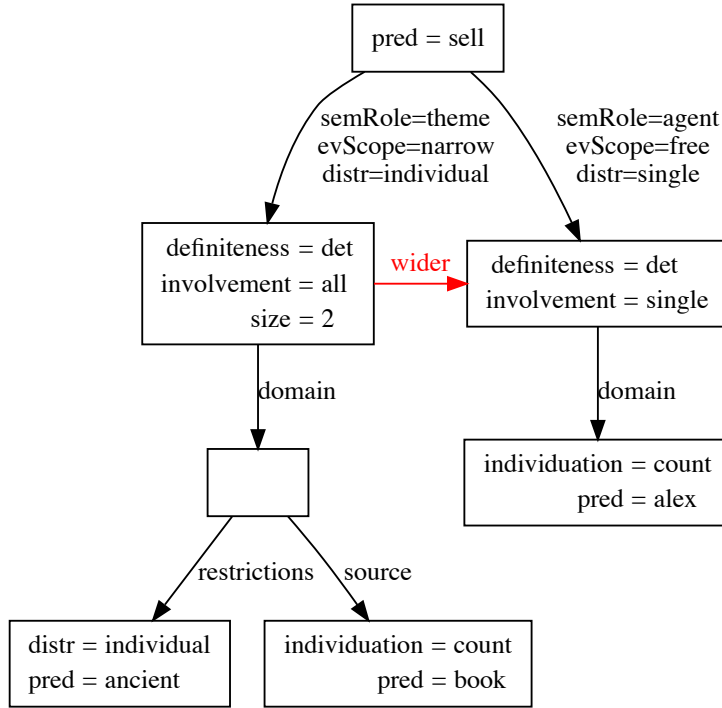 pred = sell
semRole=theme
evScope=narrow
distr=individual
semRole=agent
evScope=free
distr=single
definiteness = det
involvement = all
size = 2
wider
definiteness = det
involvement = single
domain
domain
individuation = count
pred = alex
restrictions
source
distr = individual
pred = ancient
individuation = count
pred = book